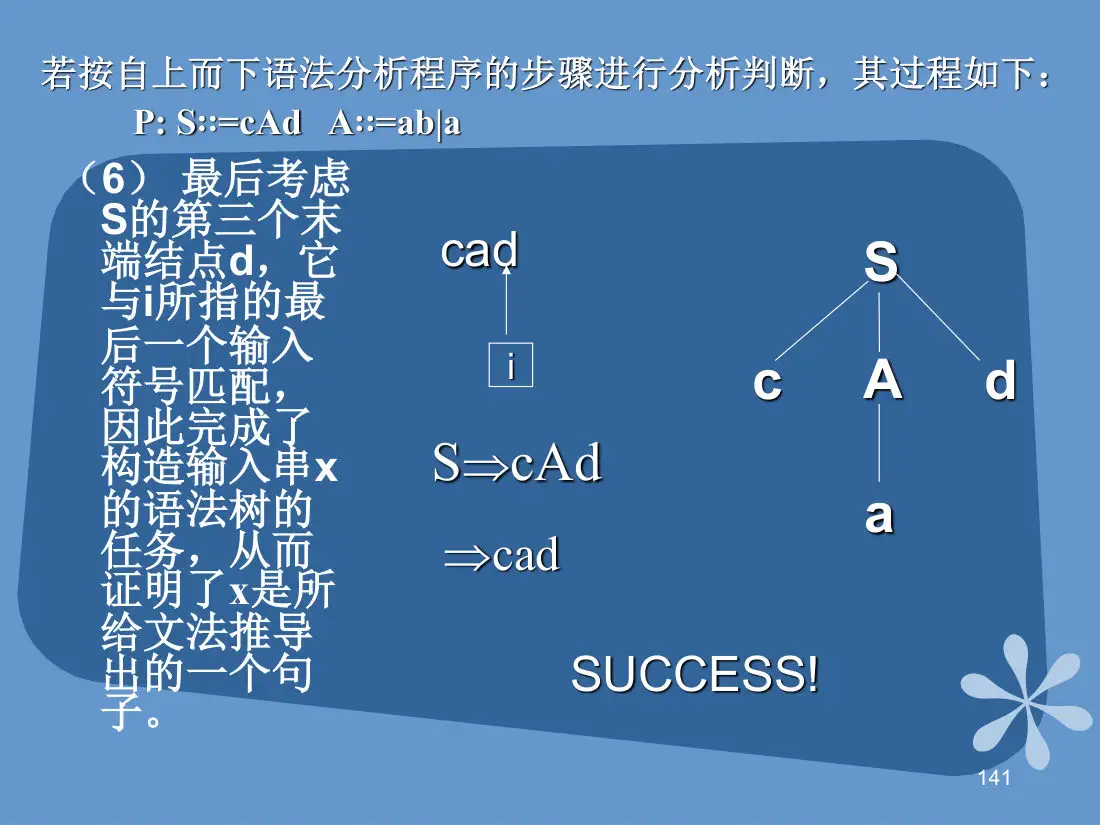 若按自上而下语法分析程序的步骤进行分析判断，其过程如下：
P: S::=cAd   A::=ab|a
（6） 最后考虑
S的第三个末
端结点d，它
与i所指的最
后一个输入
符号匹配，
因此完成了
构造输入串x
的语法树的
任务，从而
证明了x是所
给文法推导
出的一个句
子。
cad
i
S⇒cAd
⇒cad
S
c A d
a
SUCCESS!
141